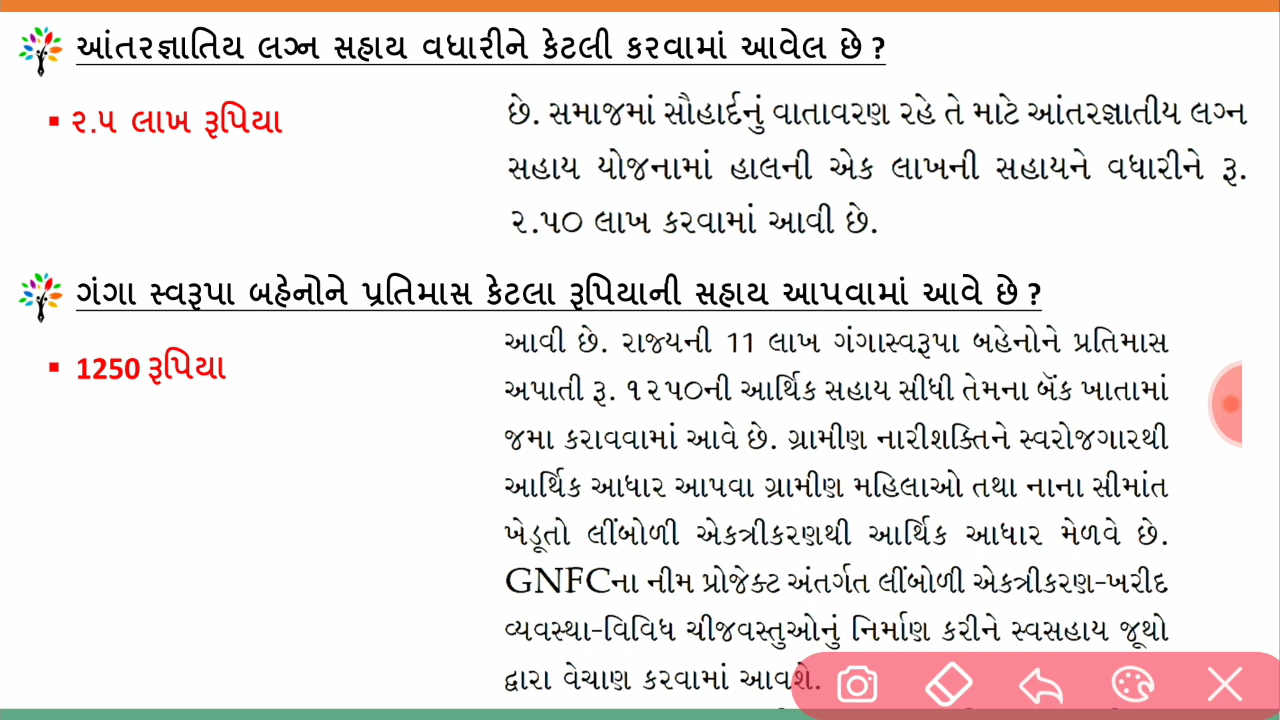 આંતરજ્ઞાતિય લગ્ન સહાય વધારીને કેટલી કરવામાં આવેલ છે ?
▪ ૨.૫ લાખ રૂપિયા
છે. સમાજમાં સૌહાર્દનું વાતાવરણ રહે તે માટે આંતરજ્ઞાતીય લગ્ન
સહાય યોજનામાં હાલની એક લાખની સહાયને વધારીને રૂ.
૨.૫૦ લાખ કરવામાં આવી છે.
ગંગા સ્વરૂપા બહેનોને પ્રતિમાસ કેટલા રૂપિયાની સહાય આપવામાં આવે છે ?
▪ 1250 રૂપિયા
આવી છે. રાજ્યની 11 લાખ ગંગાસ્વરૂપા બહેનોને પ્રતિમાસ
અપાતી રૂ. ૧૨૫૦ની આર્થિક સહાય સીધી તેમના બૅંક ખાતામાં
જમા કરાવવામાં આવે છે. ગ્રામીણ નારીશક્તિને સ્વરોજગારથી
આર્થિક આધાર આપવા ગ્રામીણ મહિલાઓ તથા નાના સીમાંત
ખેડૂતો લીંબોળી એકત્રીકરણથી આર્થિક આધાર મેળવે છે.
GNFCના નીમ પ્રોજેક્ટ અંતર્ગત લીંબોળી એકત્રીકરણ-ખરીદ
વ્યવસ્થા-વિવિધ ચીજવસ્તુઓનું નિર્માણ કરીને સ્વસહાય જૂથો
દ્વારા વેચાણ કરવામાં આવશે.